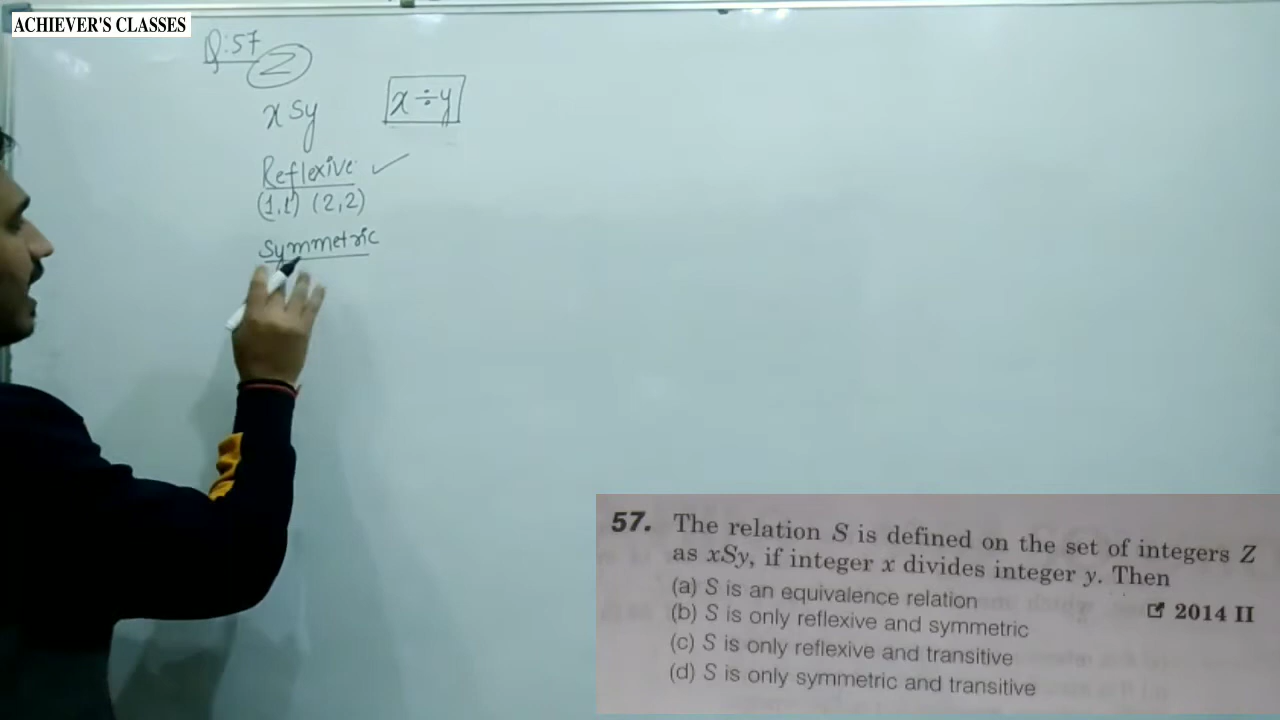 ACHIEVER'S CLASSES
Q:57
Z
x Sy
x ÷ y
Reflexive ✓
(1,1) (2,2)
Symmetric
57. The relation S is defined on the set of integers Z
as xSy, if integer x divides integer y. Then
(a) S is an equivalence relation
2014 II
(b) S is only reflexive and symmetric
(c) S is only reflexive and transitive
(d) S is only symmetric and transitive